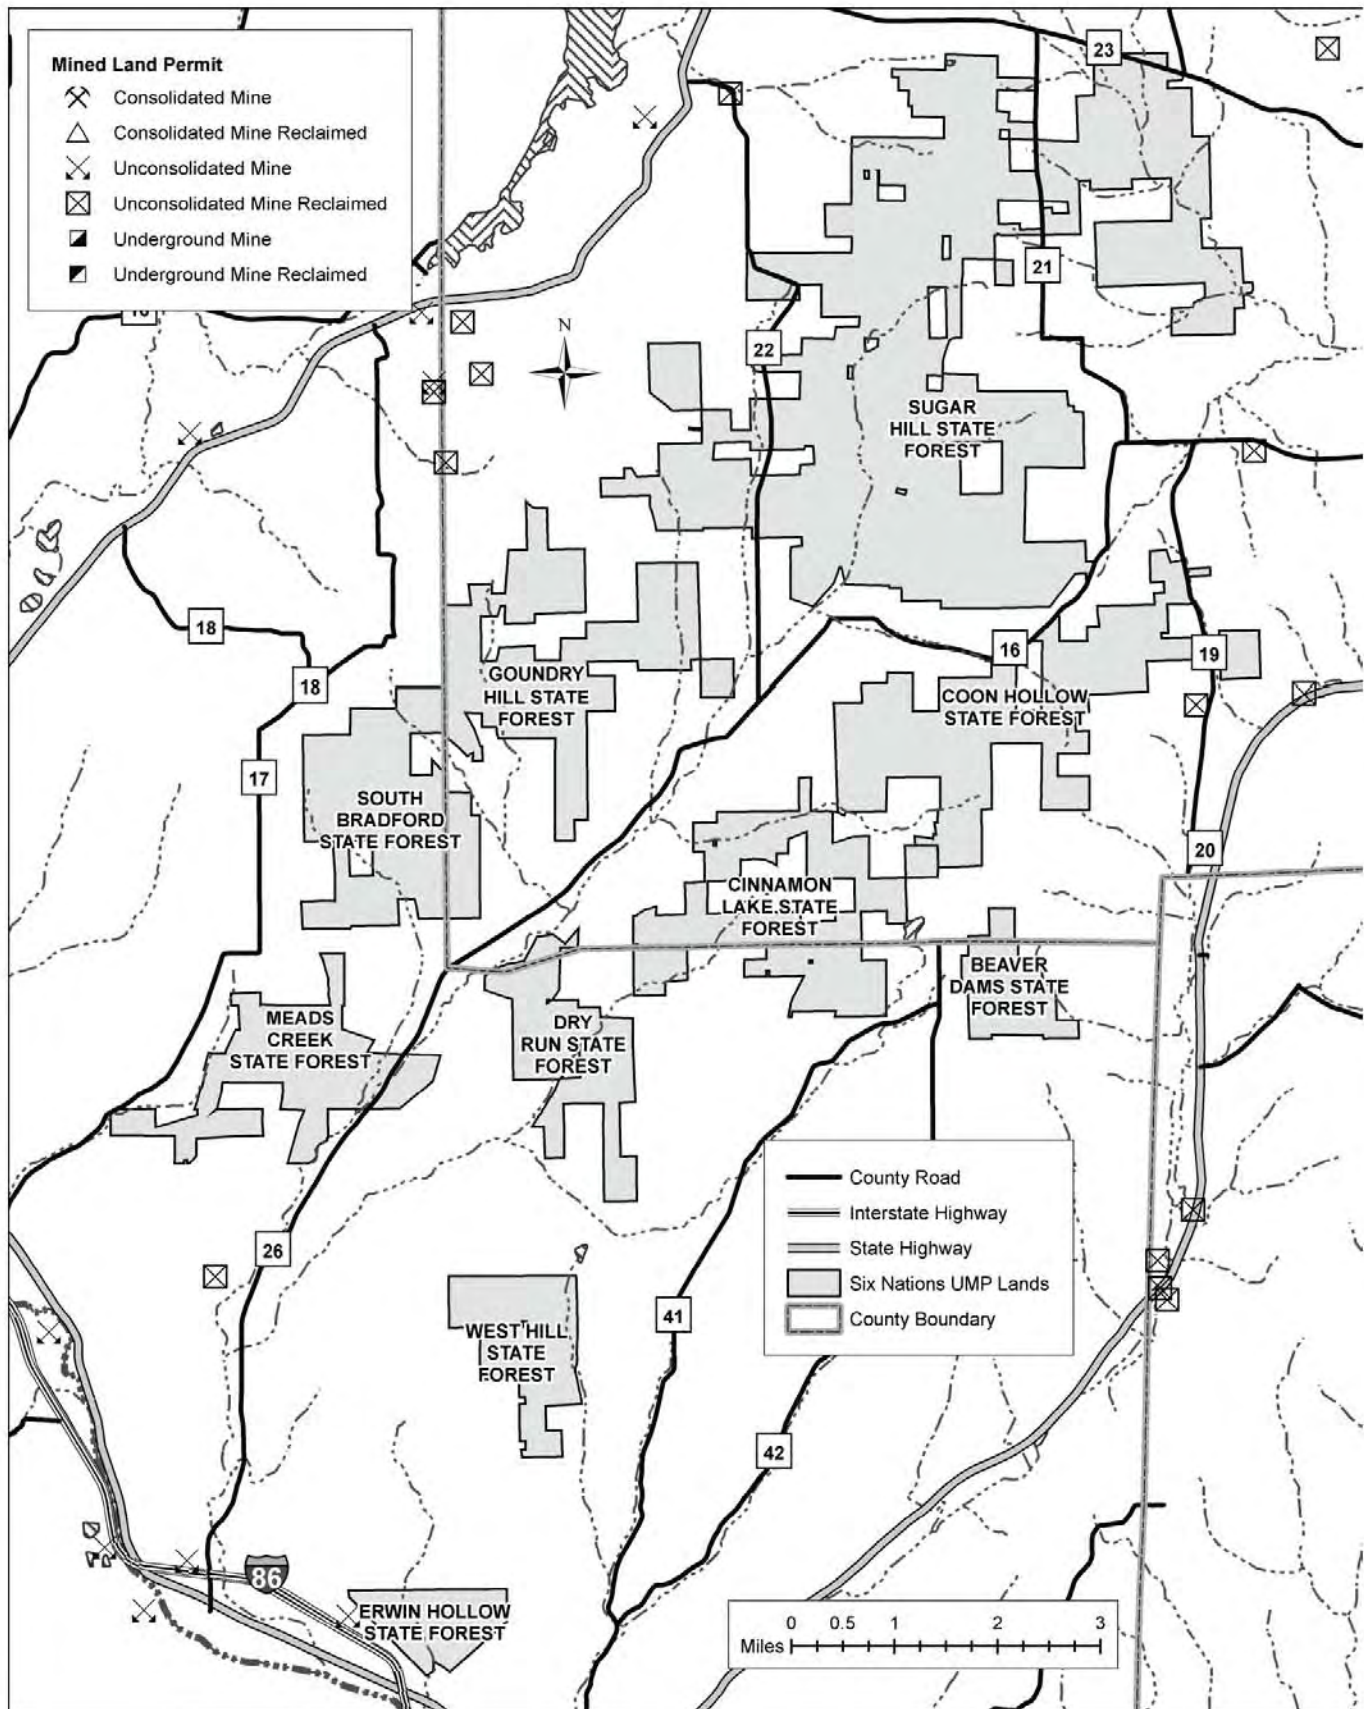 Mined Land Permit
Consolidated Mine
Consolidated Mine Reclaimed
Unconsolidated Mine
Unconsolidated Mine Reclaimed
Underground Mine
Underground Mine Reclaimed
23
21
N
22
SUGAR
HILL STATE
FOREST
18
16
19
18
GOUNDRY
HILL STATE
FOREST
COON HOLLOW
STATE FOREST
17
SOUTH
BRADFORD
STATE FOREST
20
CINNAMON
LAKE STATE
FOREST
BEAVER
DAMS STATE
FOREST
MEADS
CREEK
STATE FOREST
DRY
RUN STATE
FOREST
County Road
Interstate Highway
State Highway
Six Nations UMP Lands
County Boundary
26
41
WEST HILL
STATE
FOREST
42
86
ERWIN HOLLOW
STATE FOREST
0 0.5 1 2 3
Miles